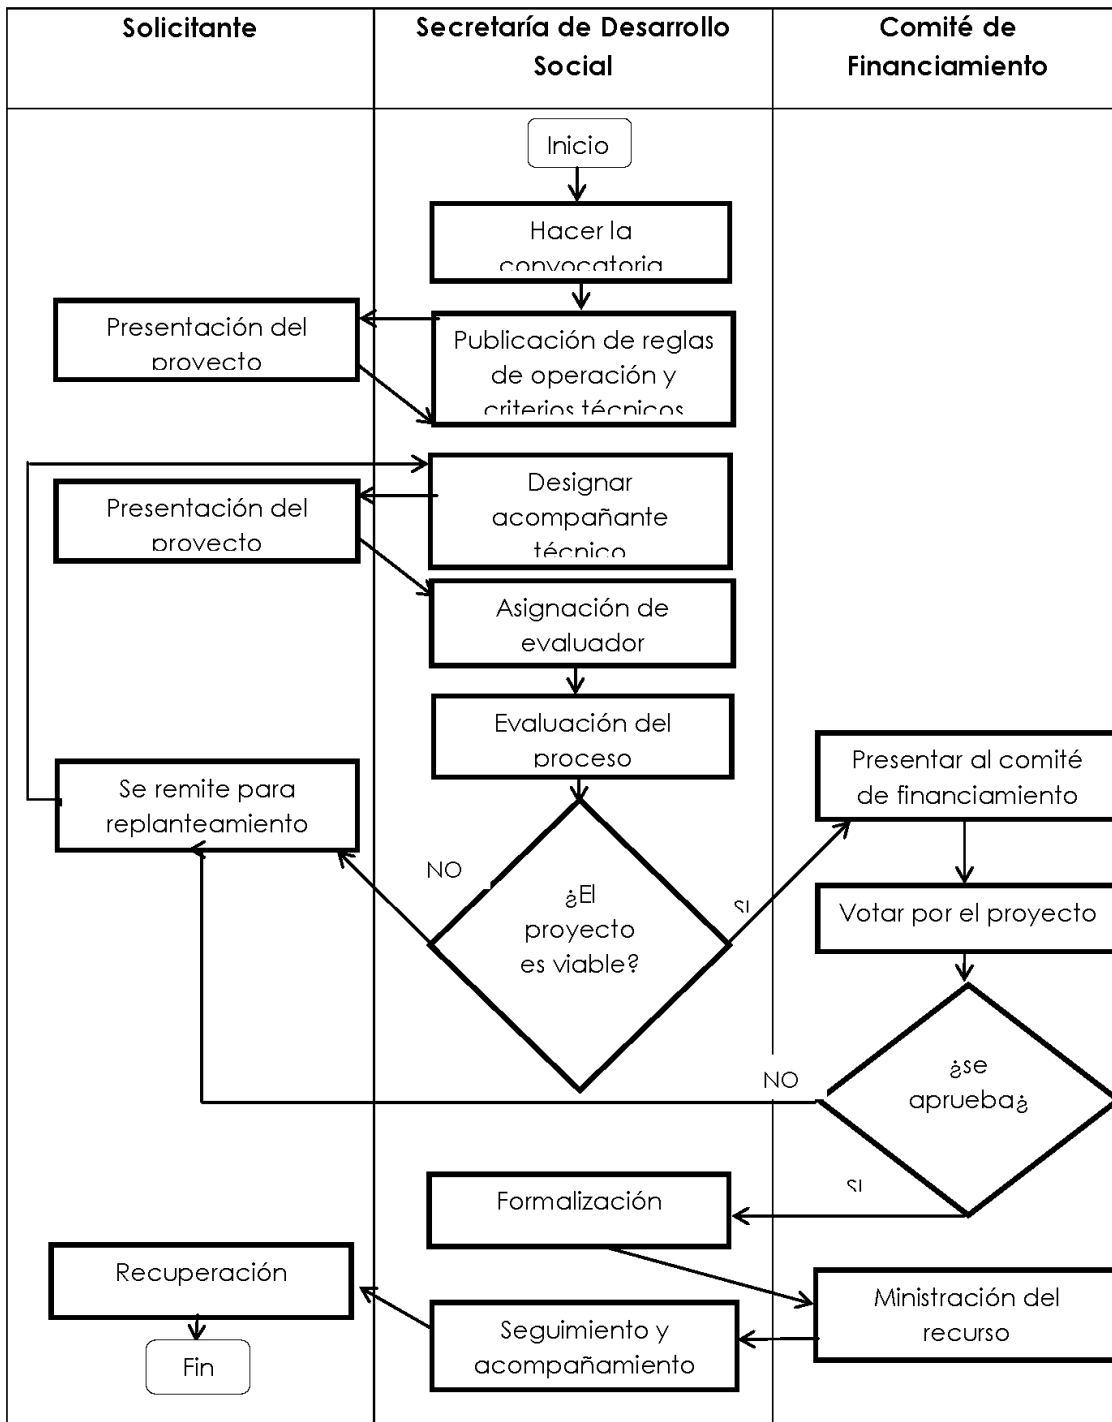 Solicitante
Secretaría de Desarrollo
Social
Comité de
Financiamiento
Inicio
Hacer la
convocatoria
Presentación del
proyecto
Publicación de reglas
de operación y
criterios técnicos
Presentación del
proyecto
Designar
acompañante
técnico
Asignación de
evaluador
Evaluación del
proceso
Se remite para
replanteamiento
Presentar al comité
de financiamiento
NO
¿El
proyecto
es viable?
SI
Votar por el proyecto
NO
¿se
aprueba¿
SI
Formalización
Recuperación
Ministración del
recurso
Seguimiento y
acompañamiento
Fin